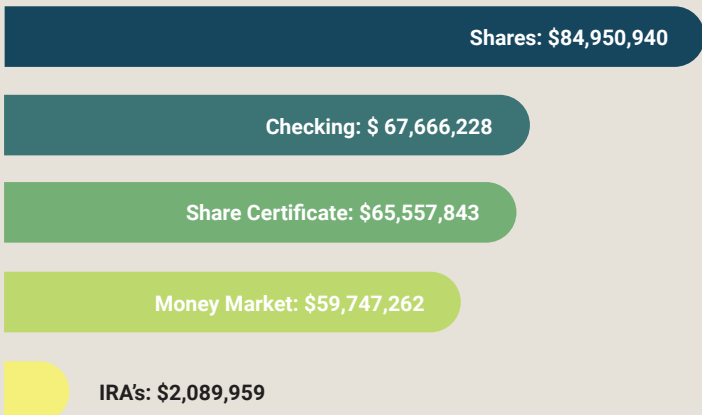 Shares: $84,950,940
Checking: $ 67,666,228
Share Certificate: $65,557,843
Money Market: $59,747,262
IRA’s: $2,089,959